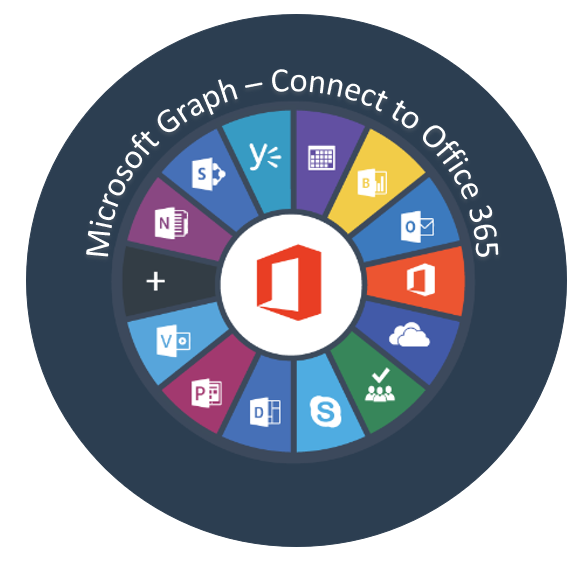 Microsoft Graph – Connect to Office 365
y
B
O
S
D
P
V
+
N
S